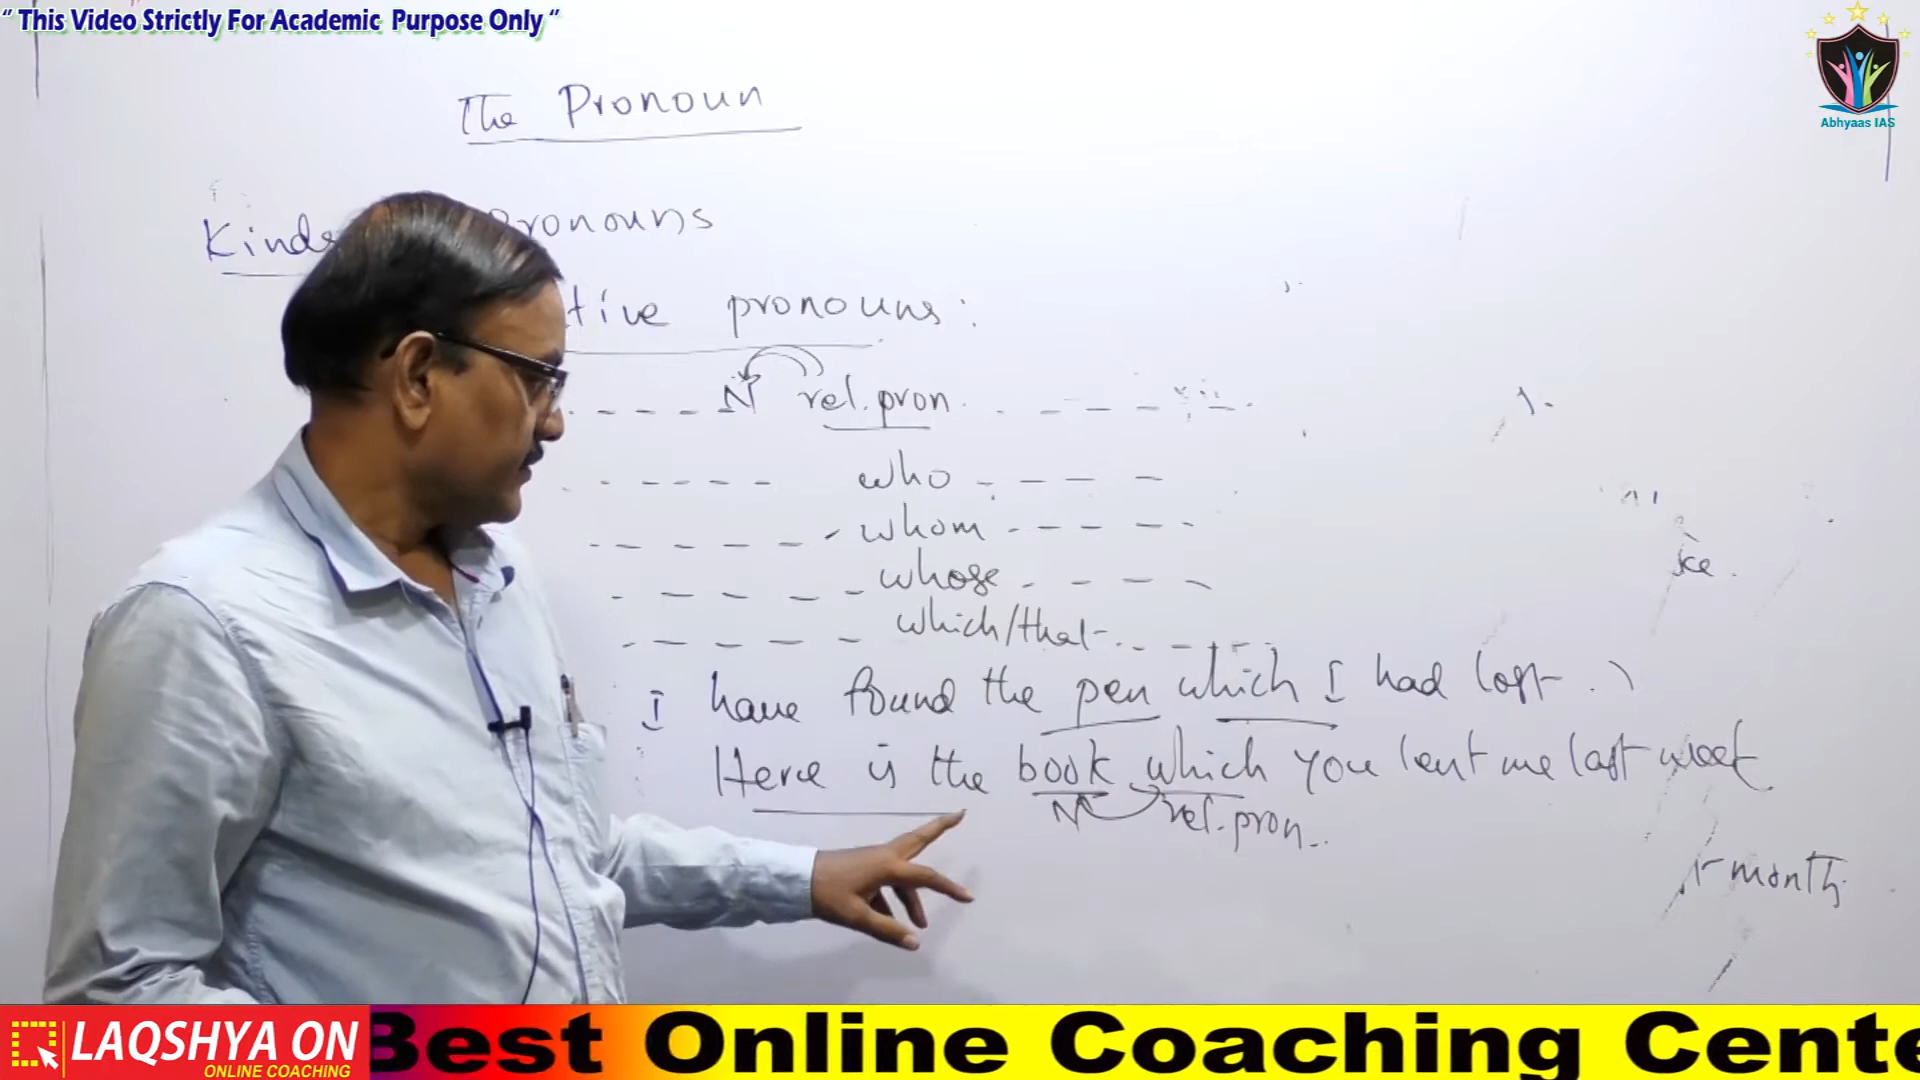 “ This Video Strictly For Academic Purpose Only “
Abhyaas IAS
The Pronoun
Kinds Pronouns
tive pronouns:
N rel. pron.
who
whom
whose
which/that
I have found the pen which I had lost.
Here is the book which you lent me last week
N rel. pron.
ke.
month
LAQSHYA ON
ONLINE COACHING
Best Online Coaching Cente